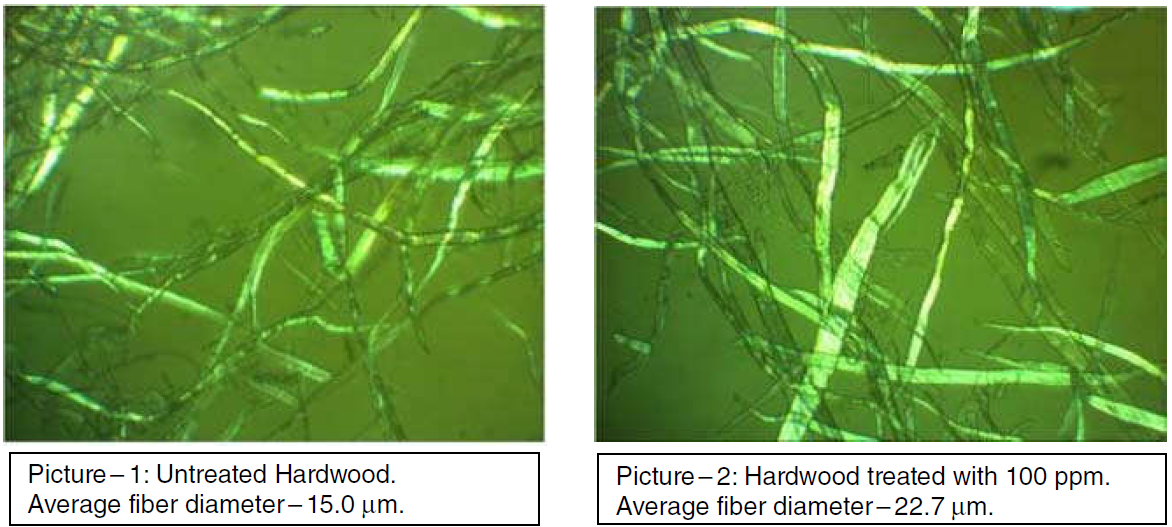 Picture – 1: Untreated Hardwood.
Average fiber diameter – 15.0 μm.
Picture – 2: Hardwood treated with 100 ppm.
Average fiber diameter – 22.7 μm.